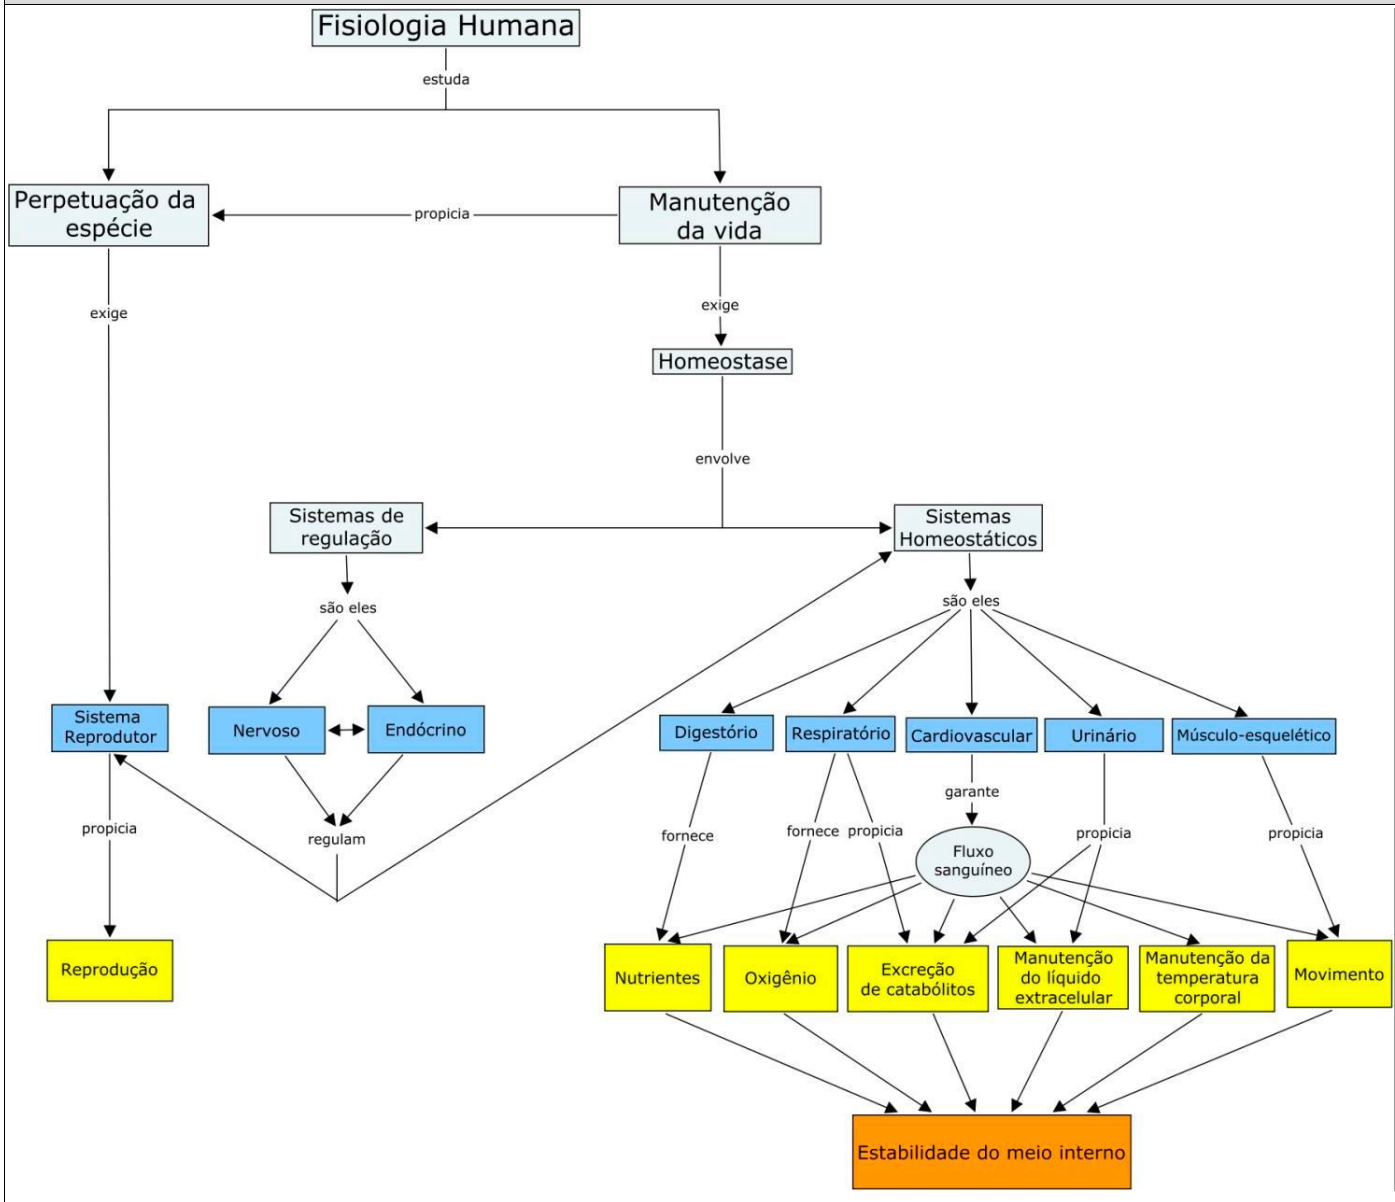 Fisiologia Humana
estuda
Perpetuação da
espécie
propicia
Manutenção
da vida
exige
exige
Homeostase
envolve
Sistemas de
regulação
Sistemas
Homeostáticos
são eles
são eles
Sistema
Reprodutor
Nervoso
Endócrino
Digestório
Respiratório
Cardiovascular
Urinário
Músculo-esquelético
propicia
regulam
fornece
fornece
propicia
garante
propicia
propicia
Fluxo
sanguíneo
Reprodução
Nutrientes
Oxigênio
Excreção
de catabólitos
Manutenção
do líquido
extracelular
Manutenção da
temperatura
corporal
Movimento
Estabilidade do meio interno